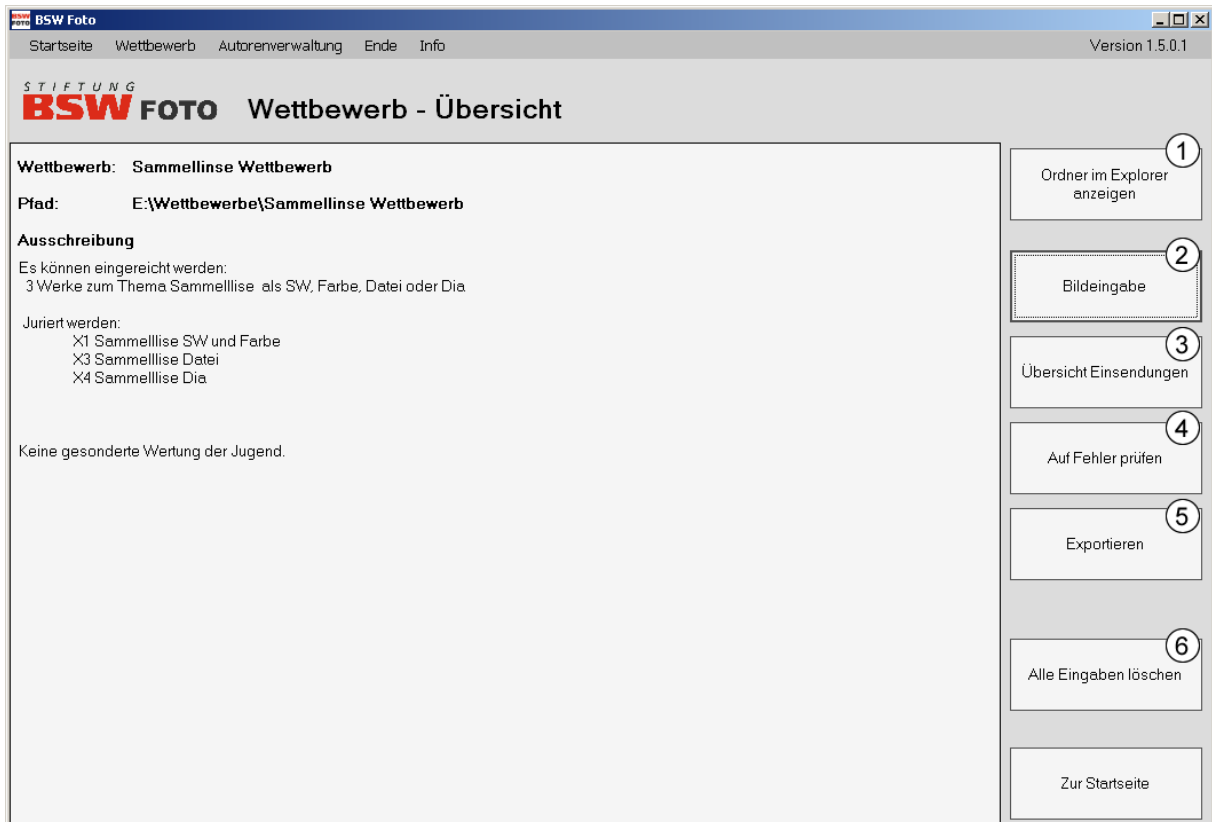 BSW Foto
Startseite Wettbewerb Autorenverwaltung Ende Info Version 1.5.0.1
STIFTUNG
BSW FOTO Wettbewerb - Übersicht
Wettbewerb: Sammellinse Wettbewerb
Pfad: E:\Wettbewerbe\Sammellinse Wettbewerb
Ausschreibung
Es können eingereicht werden:
3 Werke zum Thema Sammelllise als SW, Farbe, Datei oder Dia
Juriert werden:
X1 Sammelllise SW und Farbe
X3 Sammelllise Datei
X4 Sammelllise Dia
Keine gesonderte Wertung der Jugend.
1
Ordner im Explorer
anzeigen
2
Bildeingabe
3
Übersicht Einsendungen
4
Auf Fehler prüfen
5
Exportieren
6
Alle Eingaben löschen
Zur Startseite